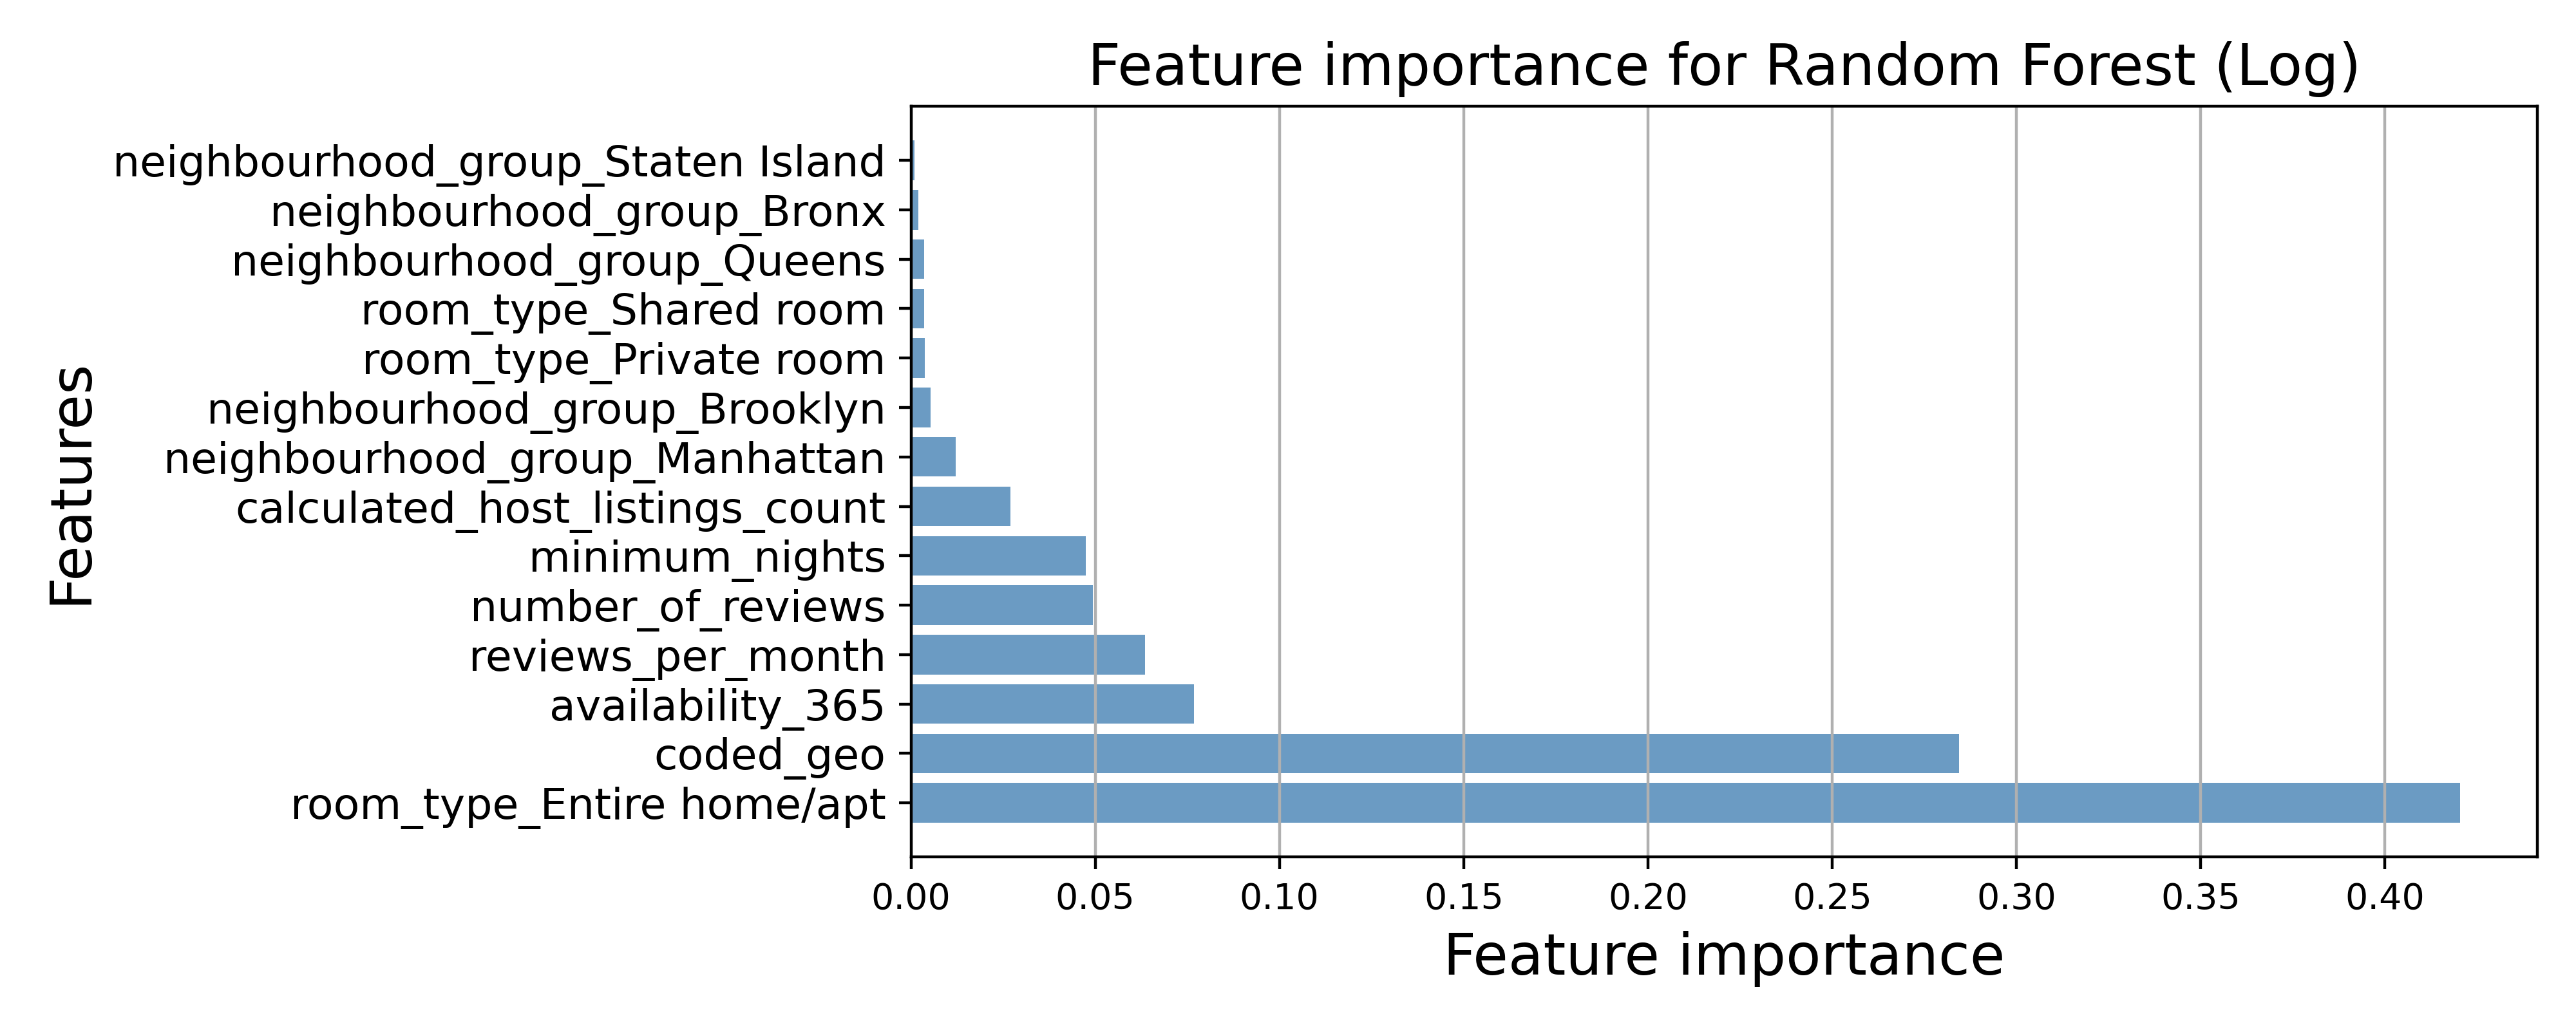 Feature importance for Random Forest (Log)
neighbourhood_group_Staten Island
neighbourhood_group_Bronx
neighbourhood_group_Queens
room_type_Shared room
room_type_Private room
neighbourhood_group_Brooklyn
neighbourhood_group_Manhattan
calculated_host_listings_count
minimum_nights
number_of_reviews
reviews_per_month
availability_365
coded_geo
room_type_Entire home/apt
Features
0.00 0.05 0.10 0.15 0.20 0.25 0.30 0.35 0.40
Feature importance